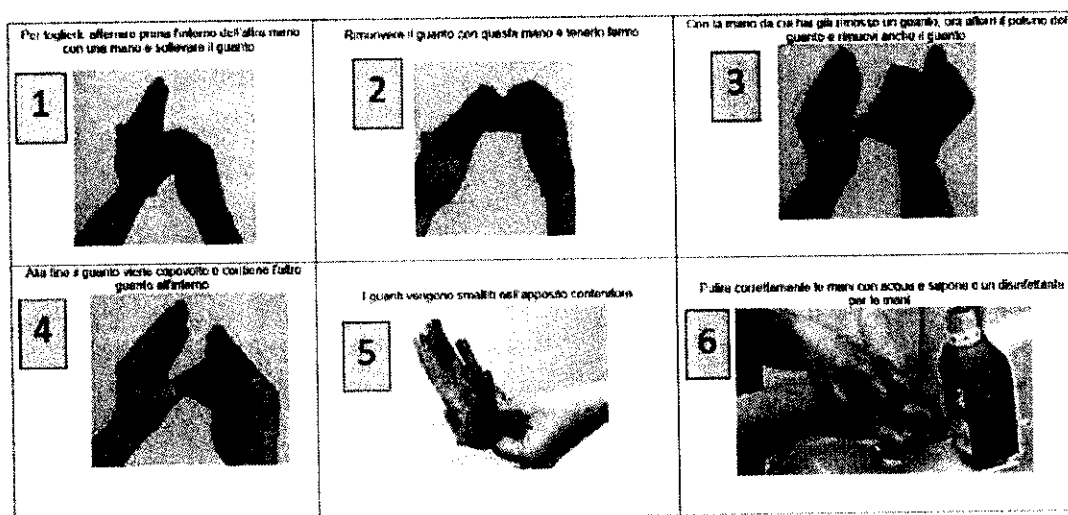 Per toglierli, afferrare prima l'interno dell'altra mano
con una mano e sollevare il guanto
1
Rimuovere il guanto con questa mano e tenerlo fermo
2
Con la mano da cui hai già rimosso un guanto, ora afferri il polsino del
guanto e rimuovi anche il guanto
3
Alla fine il guanto viene capovolto e contiene l'altro
guanto all'interno
4
I guanti vengono smaltiti nell'apposito contenitore
5
Pulire correttamente le mani con acqua e sapone o un disinfettante
per le mani
6